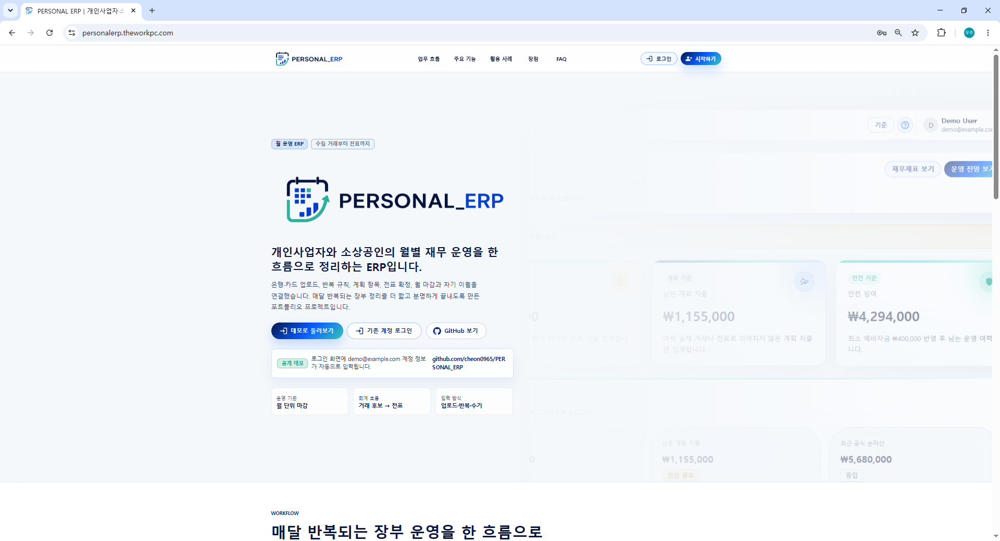 PERSONAL ERP | 개인사업자·소
personalerp.theworkpc.com
우주
PERSONAL_ERP
업무 흐름
주요 기능
활용 사례
장점
FAQ
로그인
시작하기
기준
D
Demo User
demo@example.com
월 운영 ERP
수집 거래부터 전표까지
재무제표 보기
운영 전망 보기
PERSONAL_ERP
개인사업자와 소상공인의 월별 재무 운영을 한
흐름으로 정리하는 ERP입니다.
은행·카드 업로드, 반복 규칙, 계획 항목, 전표 확정, 월 마감과 차기 이월을
연결했습니다. 매달 반복되는 장부 정리를 더 짧고 분명하게 끝내도록 만든
포트폴리오 프로젝트입니다.
데모로 둘러보기
기존 계정 로그인
GitHub 보기
공개 데모
로그인 화면에 demo@example.com 계정 정보
가 자동으로 입력됩니다.
github.com/cheon0965/PER
SONAL_ERP
운영 기준
월 단위 마감
회계 흐름
거래 후보 → 전표
입력 방식
업로드·반복·수기
계획 기준
남은 계획 지출
₩1,155,000
아직 실제 거래나 전표로 이어지지 않은 계획 지출
만 집계합니다.
안전 기준
안전 잉여
₩4,294,000
최소 예비자금 ₩400,000 반영 후 남는 운영 여력
니다.
남은 계획 지출
₩1,155,000
점검 필요
최근 공식 순자산
₩5,680,000
중립
WORKFLOW
매달 반복되는 장부 운영을 한 흐름으로